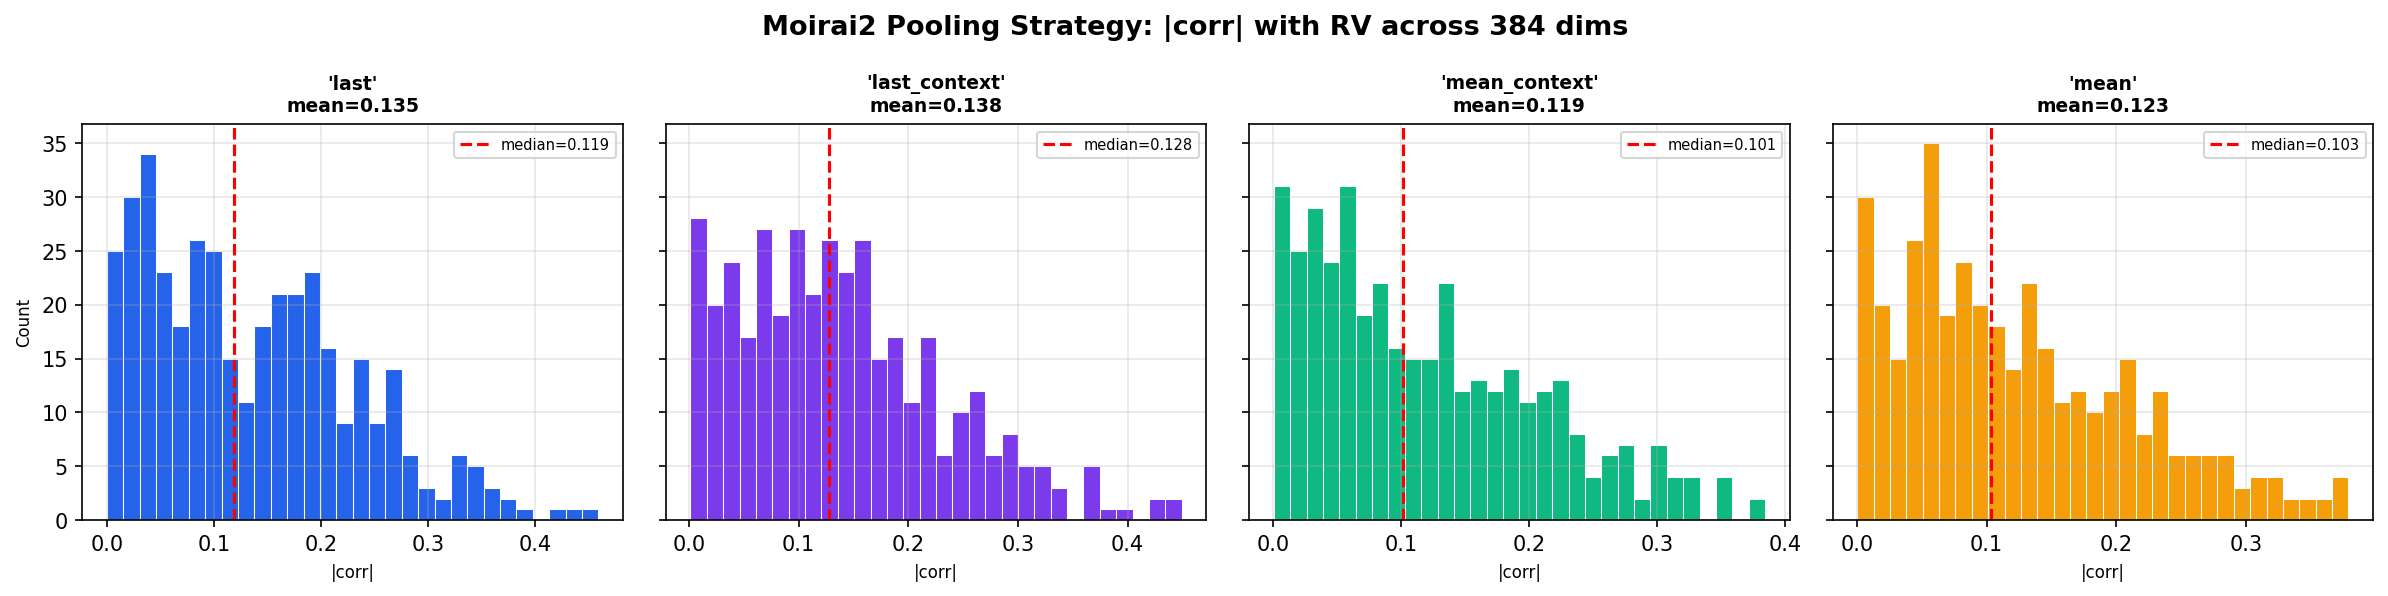 Moirai2 Pooling Strategy: |corr| with RV across 384 dims
'last'
mean=0.135
median=0.119
35
30
25
20
15
10
5
0
Count
0.0 0.1 0.2 0.3 0.4
|corr|
'last_context'
mean=0.138
median=0.128
0.0 0.1 0.2 0.3 0.4
|corr|
'mean_context'
mean=0.119
median=0.101
0.0 0.1 0.2 0.3 0.4
|corr|
'mean'
mean=0.123
median=0.103
0.0 0.1 0.2 0.3
|corr|